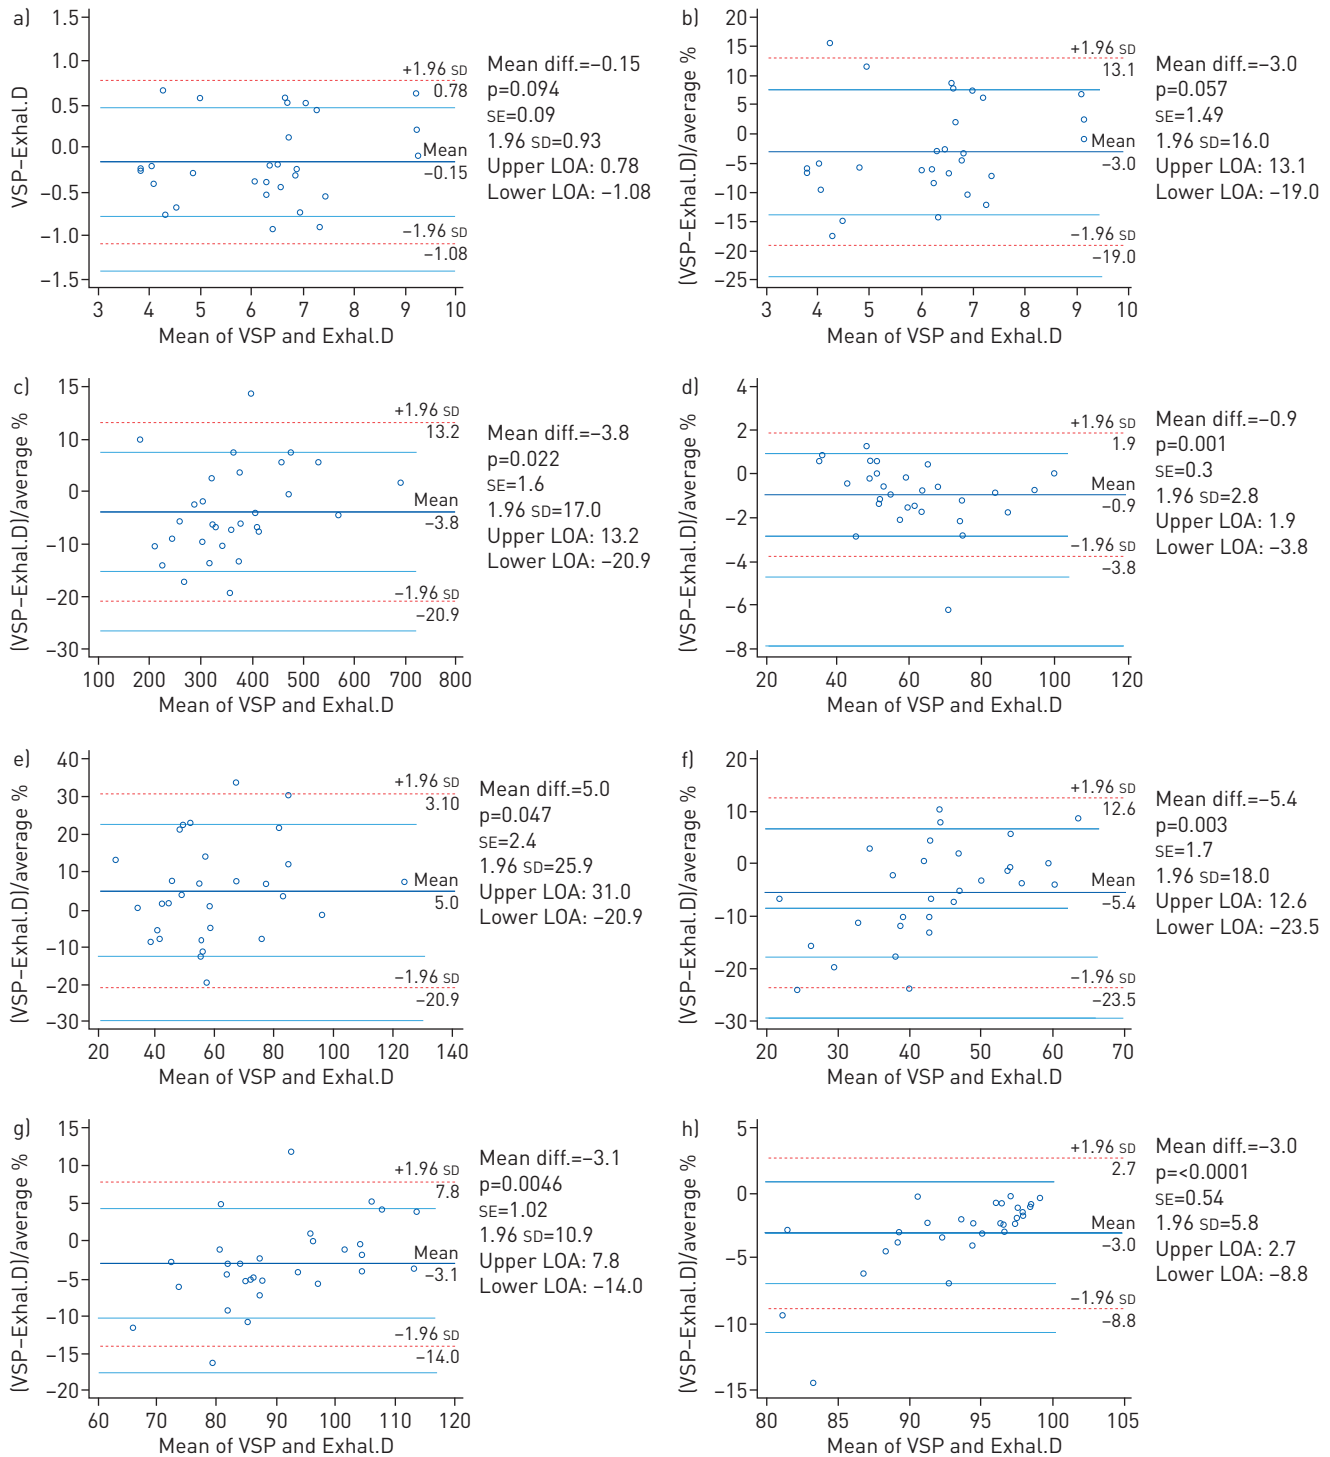 a)
VSP–Exhal.D
1.5
1.0
0.5
0.0
–0.5
–1.0
–1.5
+1.96 SD
0.78
Mean
–0.15
–1.96 SD
–1.08
3 4 5 6 7 8 9 10
Mean of VSP and Exhal.D
Mean diff.=–0.15
p=0.094
SE=0.09
1.96 SD=0.93
Upper LOA: 0.78
Lower LOA: –1.08
b)
(VSP–Exhal.D)/average %
20
15
10
5
0
–5
–10
–15
–20
–25
+1.96 SD
13.1
Mean
–3.0
–1.96 SD
–19.0
3 4 5 6 7 8 9 10
Mean of VSP and Exhal.D
Mean diff.=–3.0
p=0.057
SE=1.49
1.96 SD=16.0
Upper LOA: 13.1
Lower LOA: –19.0
c)
(VSP–Exhal.D)/average %
15
10
0
–10
–20
–30
+1.96 SD
13.2
Mean
–3.8
–1.96 SD
–20.9
100 200 300 400 500 600 700 800
Mean of VSP and Exhal.D
Mean diff.=–3.8
p=0.022
SE=1.6
1.96 SD=17.0
Upper LOA: 13.2
Lower LOA: –20.9
d)
(VSP–Exhal.D)/average %
4
2
0
–2
–4
–6
–8
+1.96 SD
1.9
Mean
–0.9
–1.96 SD
–3.8
20 40 60 80 100 120
Mean of VSP and Exhal.D
Mean diff.=–0.9
p=0.001
SE=0.3
1.96 SD=2.8
Upper LOA: 1.9
Lower LOA: –3.8
e)
(VSP–Exhal.D)/average %
40
30
20
10
0
–10
–20
–30
+1.96 SD
3.10
Mean
5.0
–1.96 SD
–20.9
20 40 60 80 100 120 140
Mean of VSP and Exhal.D
Mean diff.=5.0
p=0.047
SE=2.4
1.96 SD=25.9
Upper LOA: 31.0
Lower LOA: –20.9
f)
(VSP–Exhal.D)/average %
20
10
0
–10
–20
–30
+1.96 SD
12.6
Mean
–5.4
–1.96 SD
–23.5
20 30 40 50 60 70
Mean of VSP and Exhal.D
Mean diff.=–5.4
p=0.003
SE=1.7
1.96 SD=18.0
Upper LOA: 12.6
Lower LOA: –23.5
g)
(VSP–Exhal.D)/average %
15
10
5
0
–5
–10
–15
–20
+1.96 SD
7.8
Mean
–3.1
–1.96 SD
–14.0
60 70 80 90 100 110 120
Mean of VSP and Exhal.D
Mean diff.=–3.1
p=0.0046
SE=1.02
1.96 SD=10.9
Upper LOA: 7.8
Lower LOA: –14.0
h)
(VSP–Exhal.D)/average %
5
0
–5
–10
–15
+1.96 SD
2.7
Mean
–3.0
–1.96 SD
–8.8
80 85 90 95 100 105
Mean of VSP and Exhal.D
Mean diff.=–3.0
p=<0.0001
SE=0.54
1.96 SD=5.8
Upper LOA: 2.7
Lower LOA: –8.8